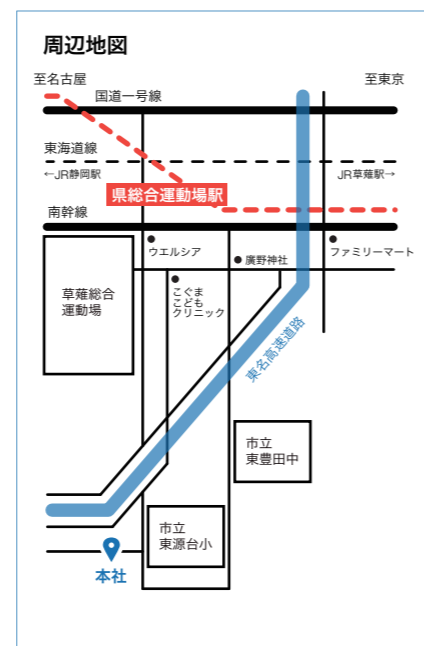 周辺地図
至名古屋
至東京
国道一号線
東海道線
←JR静岡駅
JR草薙駅→
県総合運動場駅
南幹線
ウエルシア
廣野神社
ファミリーマート
草薙総合
運動場
こぐま
こども
クリニック
東名高速道路
市立
東豊田中
市立
東源台小
本社